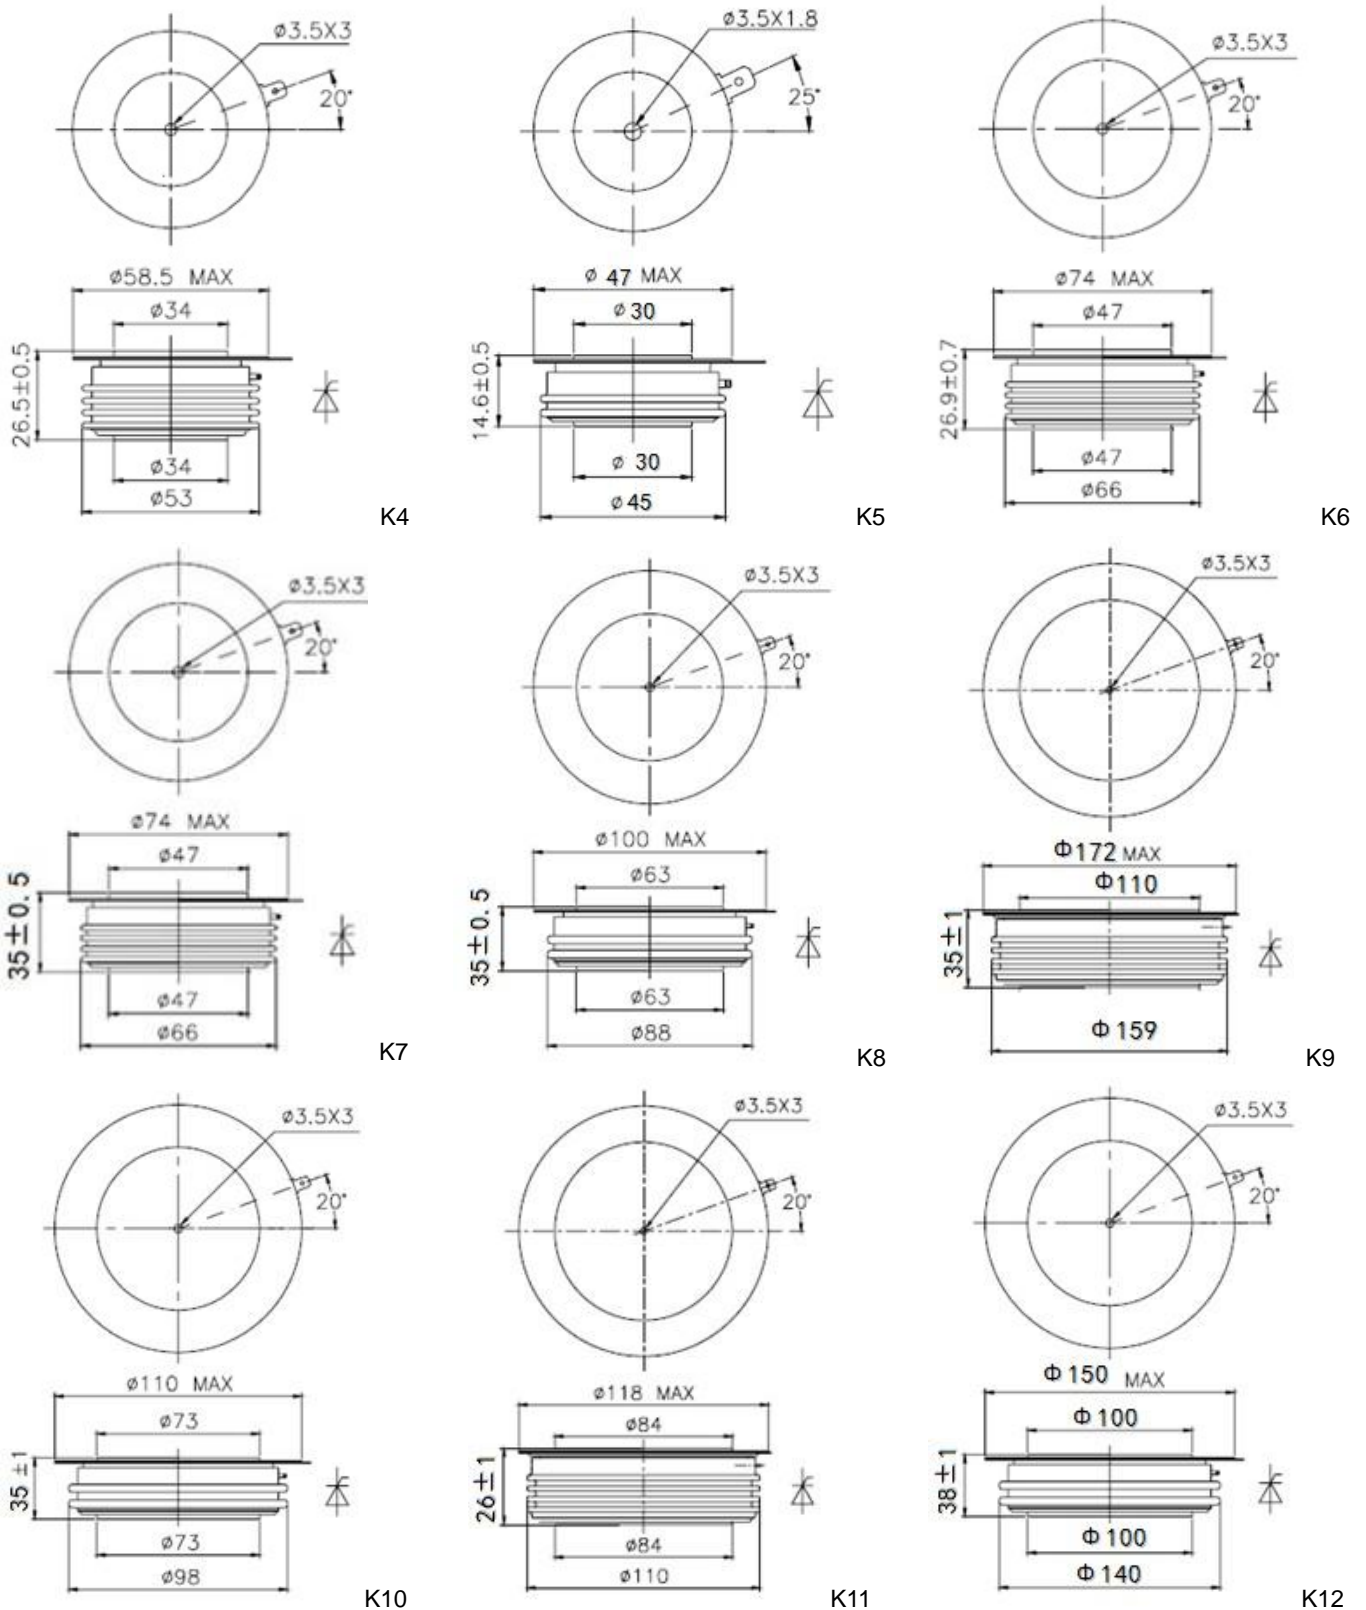 ø3.5X3
20°
ø58.5 MAX
ø34
26.5±0.5
ø34
ø53
K4
ø3.5X1.8
25°
ø 47 MAX
ø 30
14.6±0.5
ø 30
ø 45
K5
ø3.5X3
20°
ø74 MAX
ø47
26.9±0.7
ø47
ø66
K6
ø3.5X3
20°
ø74 MAX
ø47
35±0.5
ø47
ø66
K7
ø3.5X3
20°
ø100 MAX
ø63
35±0.5
ø63
ø88
K8
ø3.5X3
20°
Φ172 MAX
Φ110
35±1
Φ159
K9
ø3.5X3
20°
ø110 MAX
ø73
35 ±1
ø73
ø98
K10
ø3.5X3
20°
ø118 MAX
ø84
26±1
ø84
ø110
K11
ø3.5X3
20°
Φ150 MAX
Φ100
38±1
Φ100
Φ140
K12